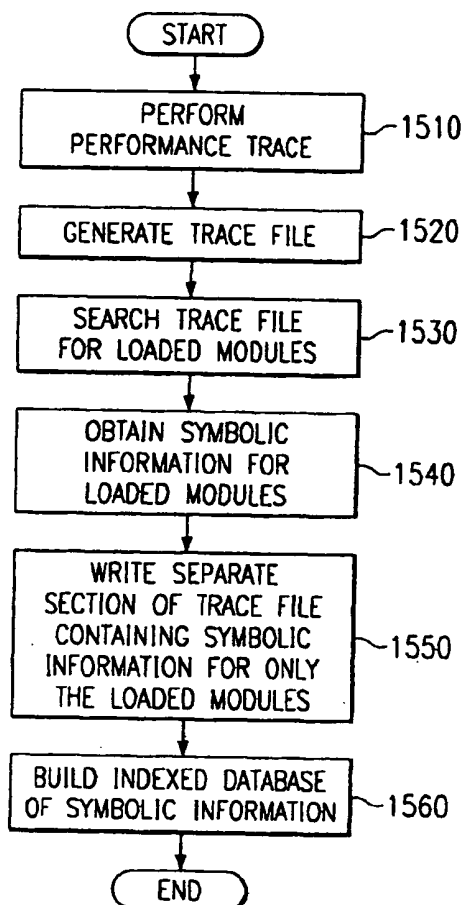 START
PERFORM
PERFORMANCE TRACE
1510
GENERATE TRACE FILE
1520
SEARCH TRACE FILE
FOR LOADED MODULES
1530
OBTAIN SYMBOLIC
INFORMATION FOR
LOADED MODULES
1540
WRITE SEPARATE
SECTION OF TRACE FILE
CONTAINING SYMBOLIC
INFORMATION FOR ONLY
THE LOADED MODULES
1550
BUILD INDEXED DATABASE
OF SYMBOLIC INFORMATION
1560
END